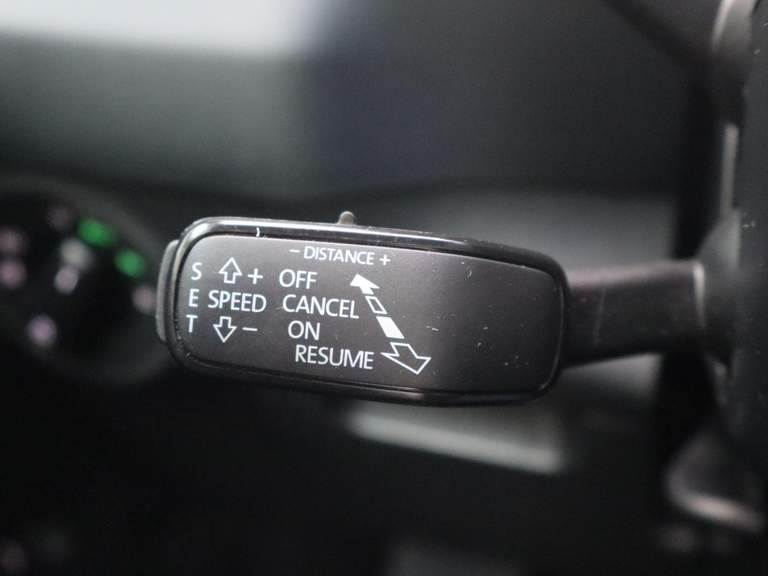 − DISTANCE +
S + OFF
E SPEED CANCEL
T − ON
RESUME